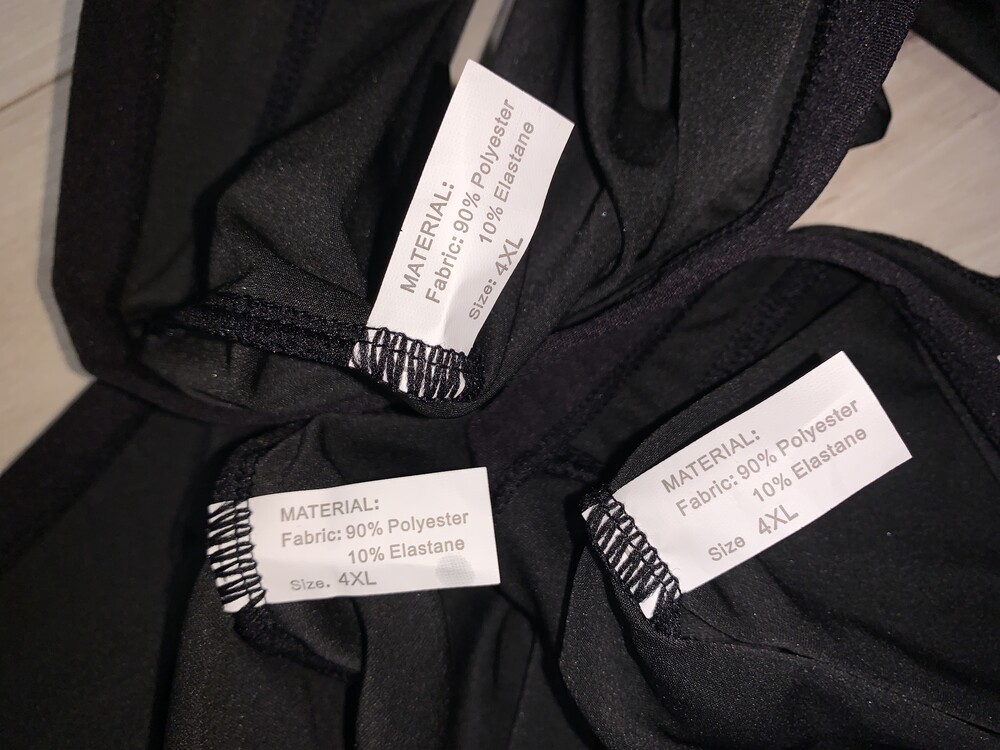 MATERIAL:
Fabric: 90% Polyester
10% Elastane
Size: 4XL
MATERIAL:
Fabric: 90% Polyester
10% Elastane
Size. 4XL
MATERIAL:
Fabric: 90% Polyester
10% Elastane
Size 4XL